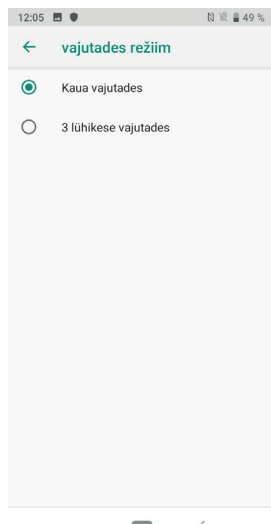 12:05 49 %
vajutades režiim
Kaua vajutades
3 lühikese vajutades